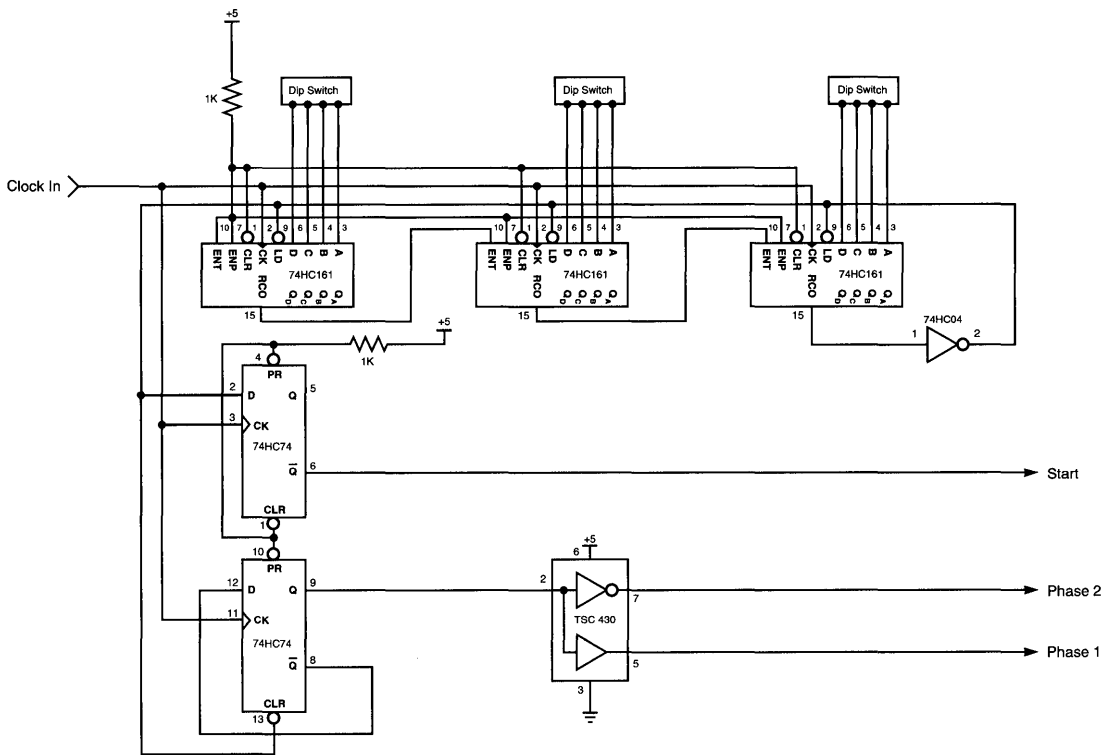 +5
1K
Dip Switch Dip Switch Dip Switch
Clock In
10 7 1 2 9 6 5 4 3
10 7 1 2 9 6 5 4 3
10 7 1 2 9 6 5 4 3
ENT ENP CLR CK LD D C B A
RCO 74HC161 QD QC QB QA
15
ENT ENP CLR CK LD D C B A
RCO 74HC161 QD QC QB QA
15
ENT ENP CLR CK LD D C B A
RCO 74HC161 QD QC QB QA
15
74HC04
1 2
+5
1K
4
PR
2 D Q 5
3 CK
74HC74
Q̅ 6
Start
CLR
1
10
PR
12 D Q 9
11 CK
74HC74
Q̅ 8
CLR
13
+5
6
2
7
Phase 2
TSC 430
5
Phase 1
3